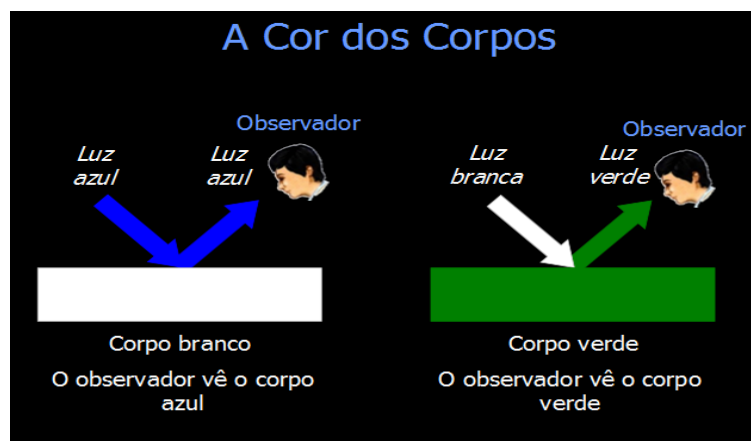 A Cor dos Corpos
Observador
Luz
azul
Luz
azul
Corpo branco
O observador vê o corpo
azul
Observador
Luz
branca
Luz
verde
Corpo verde
O observador vê o corpo
verde